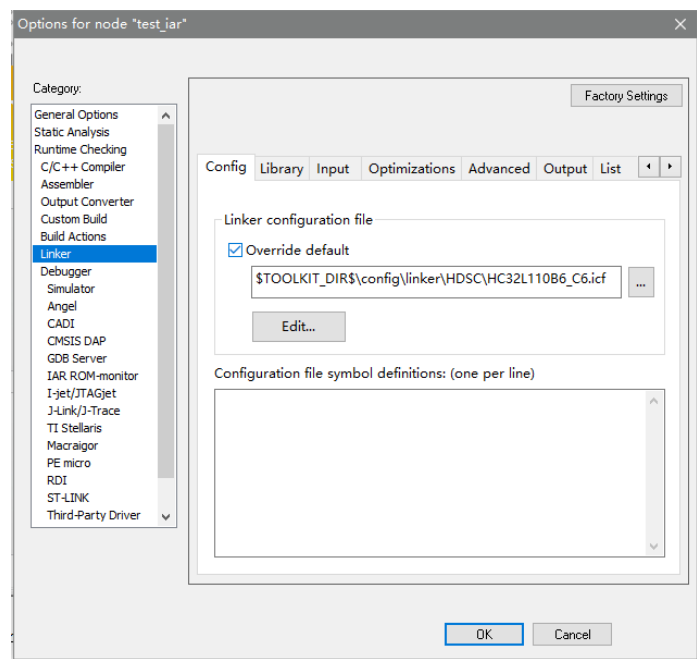 Options for node "test_iar"
Category:
General Options
Static Analysis
Runtime Checking
C/C++ Compiler
Assembler
Output Converter
Custom Build
Build Actions
Linker
Debugger
Simulator
Angel
CADI
CMSIS DAP
GDB Server
IAR ROM-monitor
I-jet/JTAGjet
J-Link/J-Trace
TI Stellaris
Macraigor
PE micro
RDI
ST-LINK
Third-Party Driver
Factory Settings
Config Library Input Optimizations Advanced Output List
Linker configuration file
Override default
$TOOLKIT_DIR$\config\linker\HDSC\HC32L110B6_C6.icf ...
Edit...
Configuration file symbol definitions: (one per line)
OK Cancel